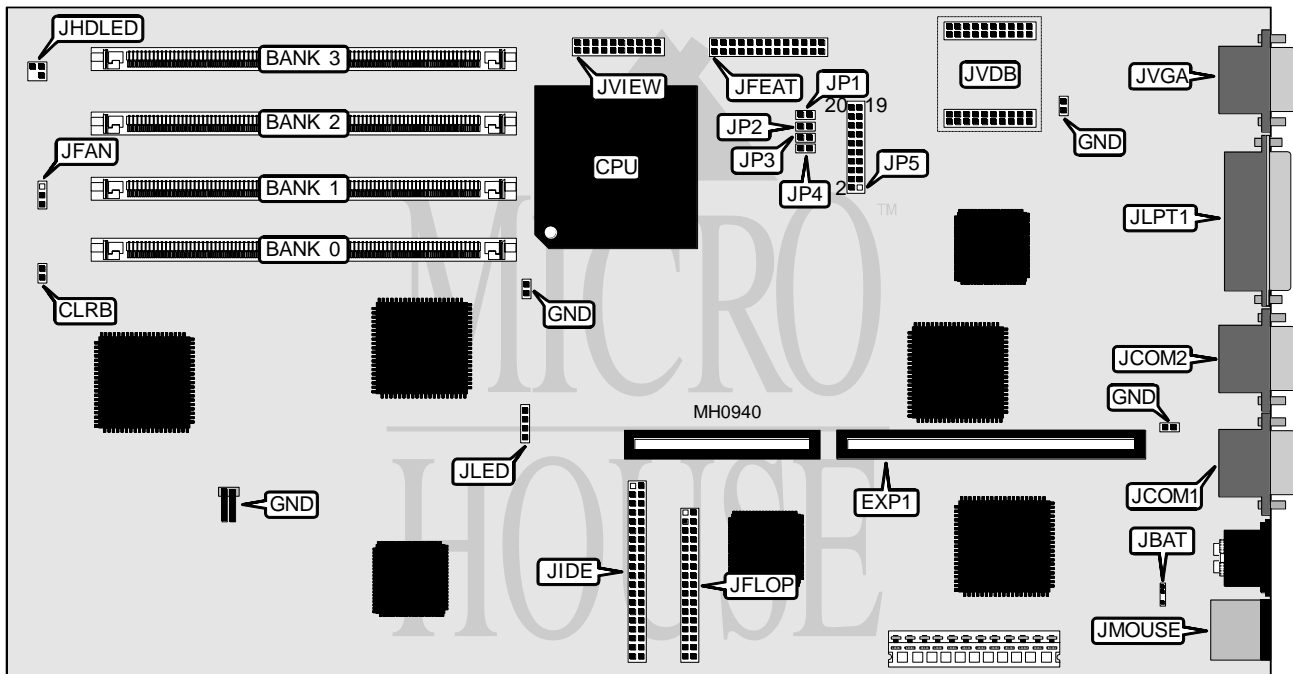 JHDLED
BANK 3
JVIEW
JFEAT
JP1
JVDB
JVGA
20 19
BANK 2
JP2
JFAN
JP3
GND
CPU
BANK 1
2
JP5
JP4
TM
JLPT1
BANK 0
CLRB
GND
MICRO
JCOM2
MH0940
GND
JLED
EXP1
JCOM1
GND
HOUSE
JIDE
JFLOP
JBAT
JMOUSE